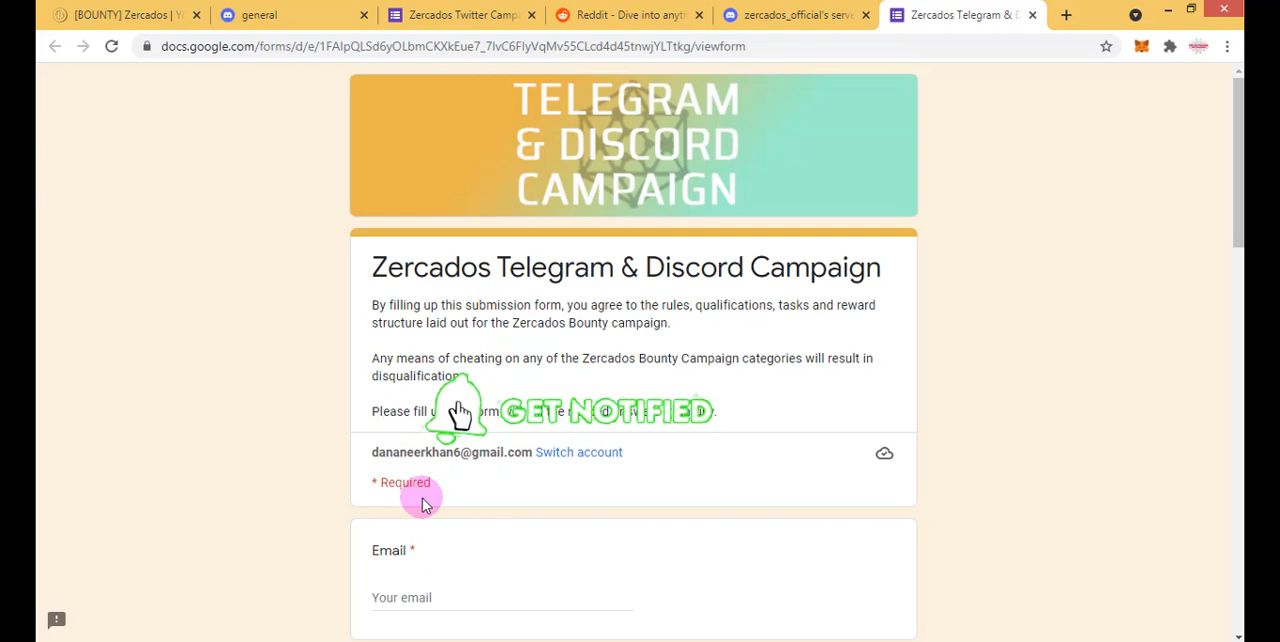 [BOUNTY] Zercados | Y
general
Zercados Twitter Camp
Reddit - Dive into anyt
zercados_official's serve
Zercados Telegram & D
docs.google.com/forms/d/e/1FAIpQLSd6yOLbmCKXkEue7_7IvC6FIyVqMv55CLcd4d45tnwjYLTtkg/viewform
TELEGRAM
& DISCORD
CAMPAIGN
Zercados Telegram & Discord Campaign
By filling up this submission form, you agree to the rules, qualifications, tasks and reward
structure laid out for the Zercados Bounty campaign.
Any means of cheating on any of the Zercados Bounty Campaign categories will result in
disqualification
Please fill
GET NOTIFIED
dananeerkhan6@gmail.com Switch account
* Required
Email *
Your email